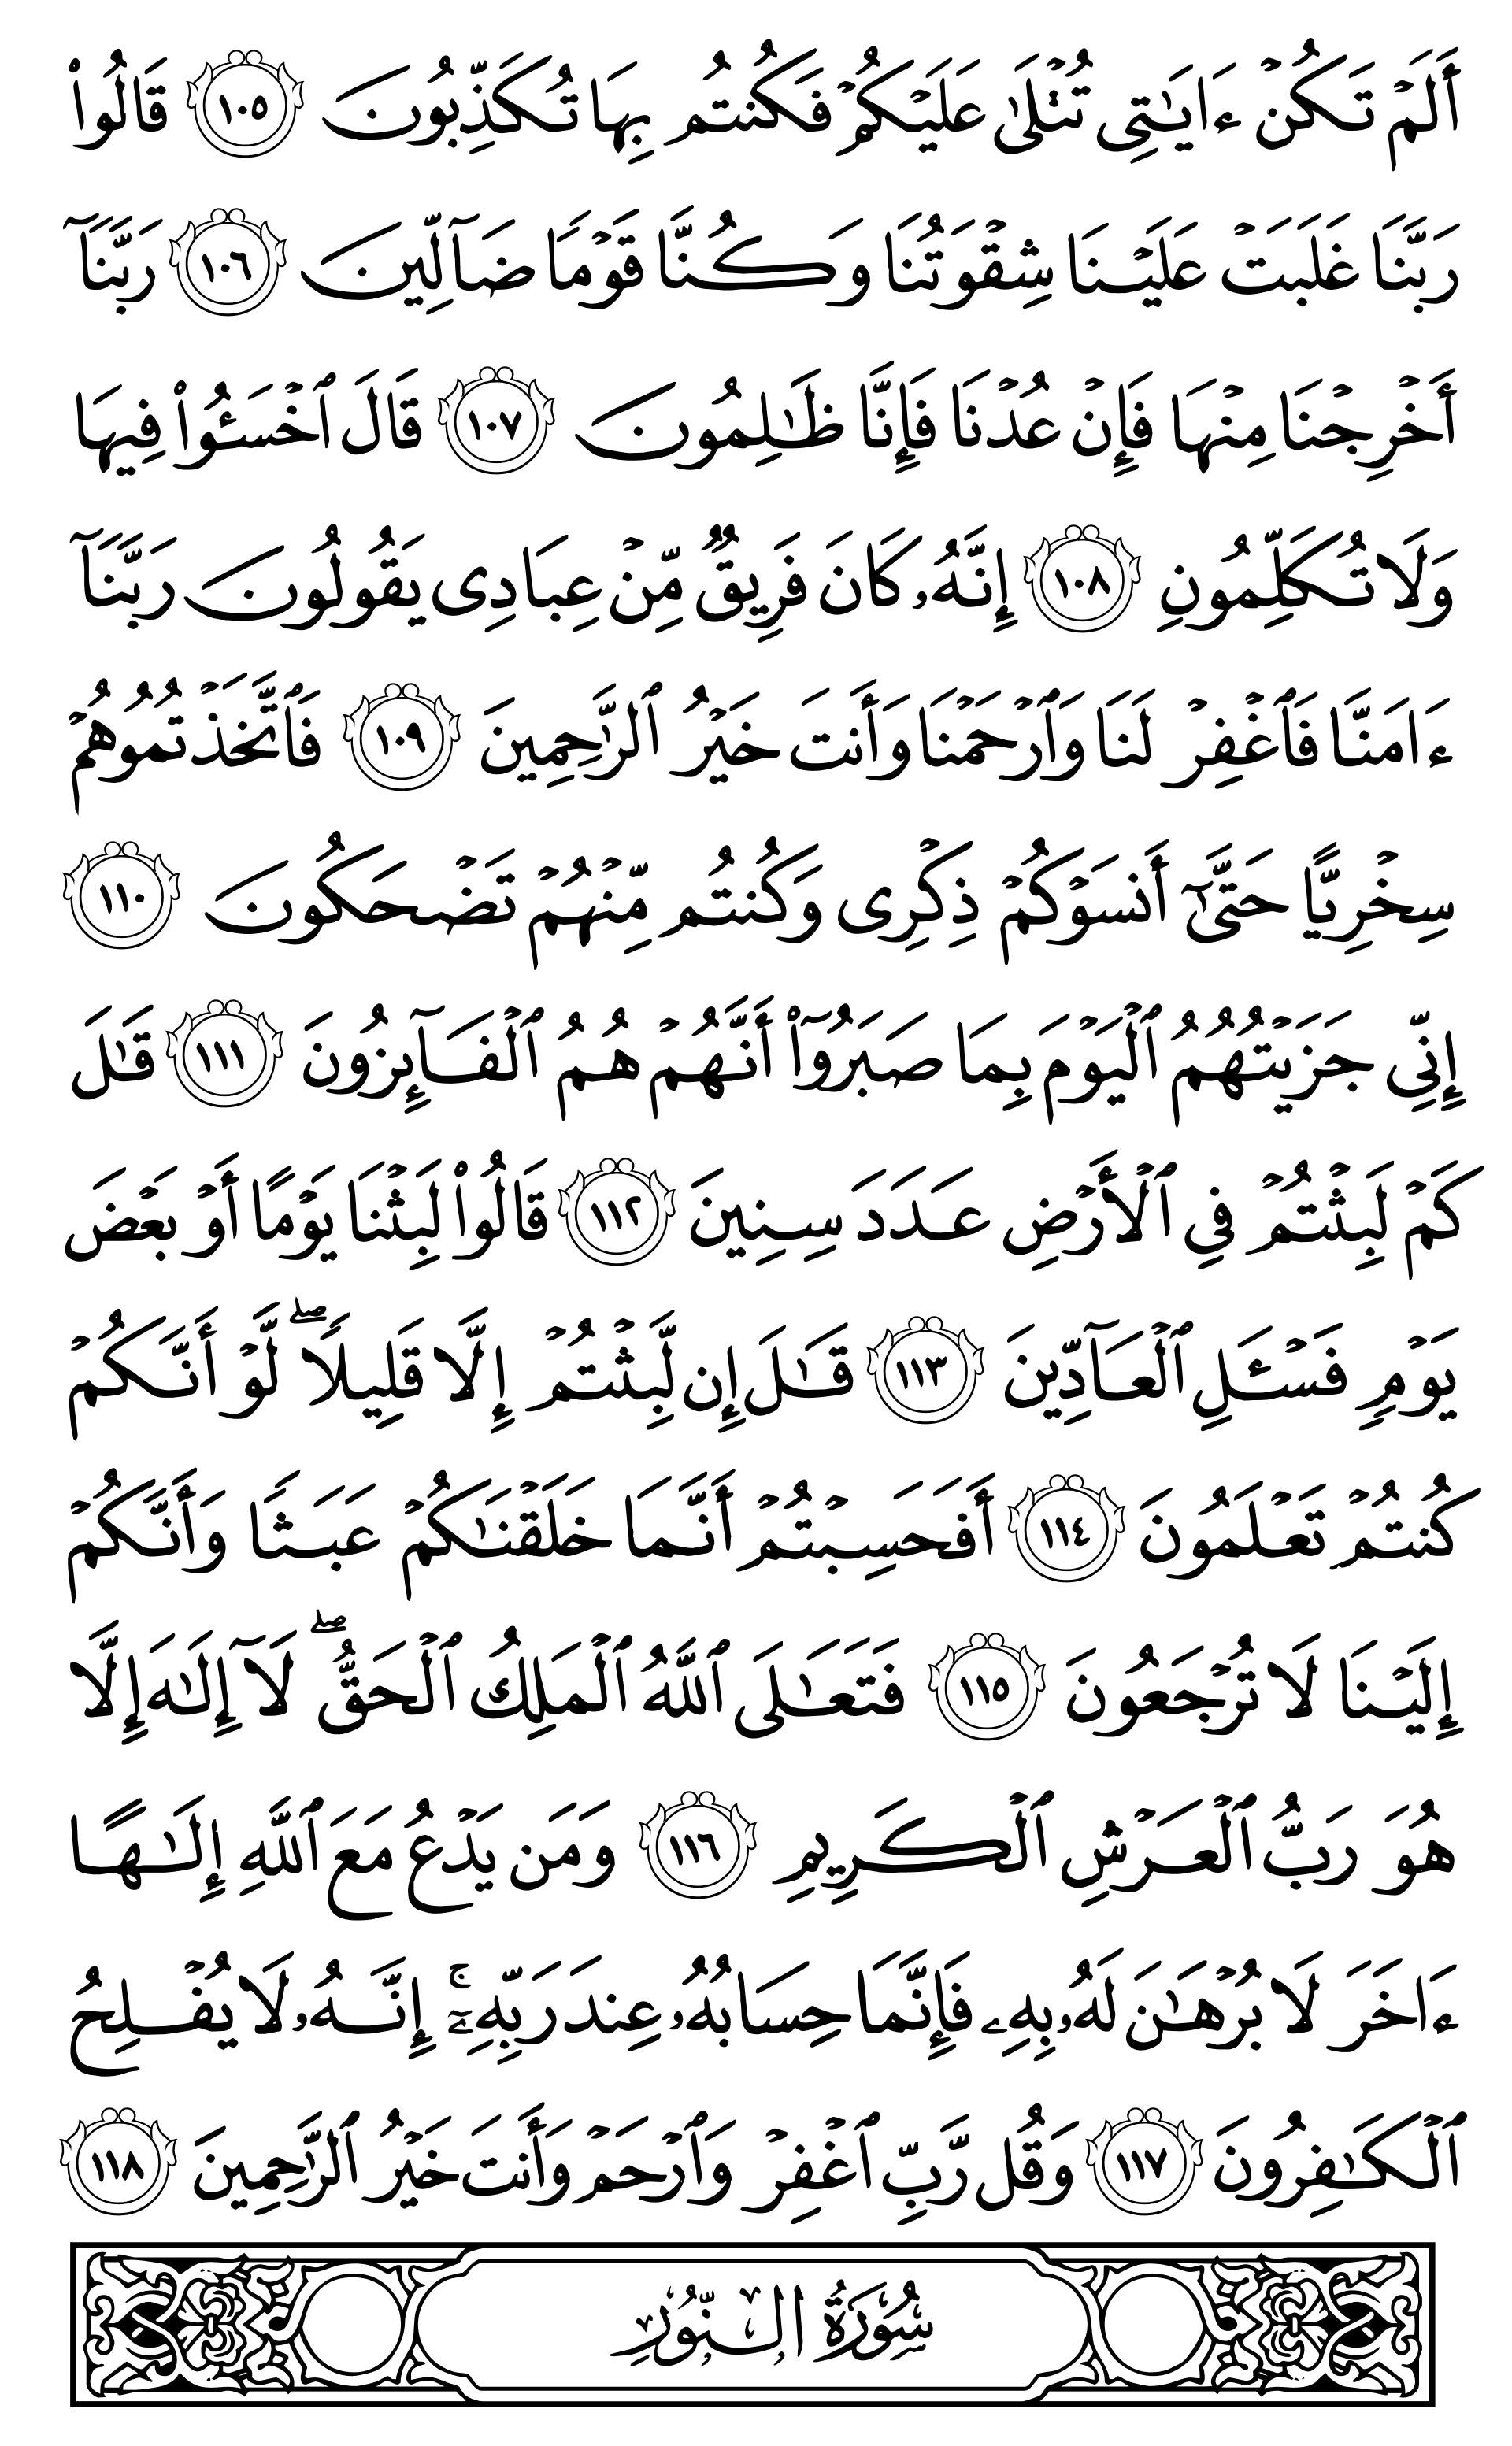 أَلَمۡ تَكُنۡ ءَايَٰتِي تُتۡلَىٰ عَلَيۡكُمۡ فَكُنتُم بِهَا تُكَذِّبُونَ ١٠٥ قَالُواْ
رَبَّنَا غَلَبَتۡ عَلَيۡنَا شِقۡوَتُنَا وَكُنَّا قَوۡمٗا ضَآلِّينَ ١٠٦ رَبَّنَآ
أَخۡرِجۡنَا مِنۡهَا فَإِنۡ عُدۡنَا فَإِنَّا ظَٰلِمُونَ ١٠٧ قَالَ ٱخۡسَـُٔواْ فِيهَا
وَلَا تُكَلِّمُونِ ١٠٨ إِنَّهُۥ كَانَ فَرِيقٞ مِّنۡ عِبَادِي يَقُولُونَ رَبَّنَآ
ءَامَنَّا فَٱغۡفِرۡ لَنَا وَٱرۡحَمۡنَا وَأَنتَ خَيۡرُ ٱلرَّٰحِمِينَ ١٠٩ فَٱتَّخَذۡتُمُوهُمۡ
سِخۡرِيًّا حَتَّىٰٓ أَنسَوۡكُمۡ ذِكۡرِي وَكُنتُم مِّنۡهُمۡ تَضۡحَكُونَ ١١٠
إِنِّي جَزَيۡتُهُمُ ٱلۡيَوۡمَ بِمَا صَبَرُوٓاْ أَنَّهُمۡ هُمُ ٱلۡفَآئِزُونَ ١١١ قَٰلَ
كَمۡ لَبِثۡتُمۡ فِي ٱلۡأَرۡضِ عَدَدَ سِنِينَ ١١٢ قَالُواْ لَبِثۡنَا يَوۡمًا أَوۡ بَعۡضَ
يَوۡمٖ فَسۡـَٔلِ ٱلۡعَآدِّينَ ١١٣ قَٰلَ إِن لَّبِثۡتُمۡ إِلَّا قَلِيلٗاۖ لَّوۡ أَنَّكُمۡ
كُنتُمۡ تَعۡلَمُونَ ١١٤ أَفَحَسِبۡتُمۡ أَنَّمَا خَلَقۡنَٰكُمۡ عَبَثٗا وَأَنَّكُمۡ
إِلَيۡنَا لَا تُرۡجَعُونَ ١١٥ فَتَعَٰلَى ٱللَّهُ ٱلۡمَلِكُ ٱلۡحَقُّۖ لَآ إِلَٰهَ إِلَّا
هُوَ رَبُّ ٱلۡعَرۡشِ ٱلۡكَرِيمِ ١١٦ وَمَن يَدۡعُ مَعَ ٱللَّهِ إِلَٰهًا
ءَاخَرَ لَا بُرۡهَٰنَ لَهُۥ بِهِۦ فَإِنَّمَا حِسَابُهُۥ عِندَ رَبِّهِۦٓۚ إِنَّهُۥ لَا يُفۡلِحُ
ٱلۡكَٰفِرُونَ ١١٧ وَقُل رَّبِّ ٱغۡفِرۡ وَٱرۡحَمۡ وَأَنتَ خَيۡرُ ٱلرَّٰحِمِينَ ١١٨
سُورَةُ النُّورِ